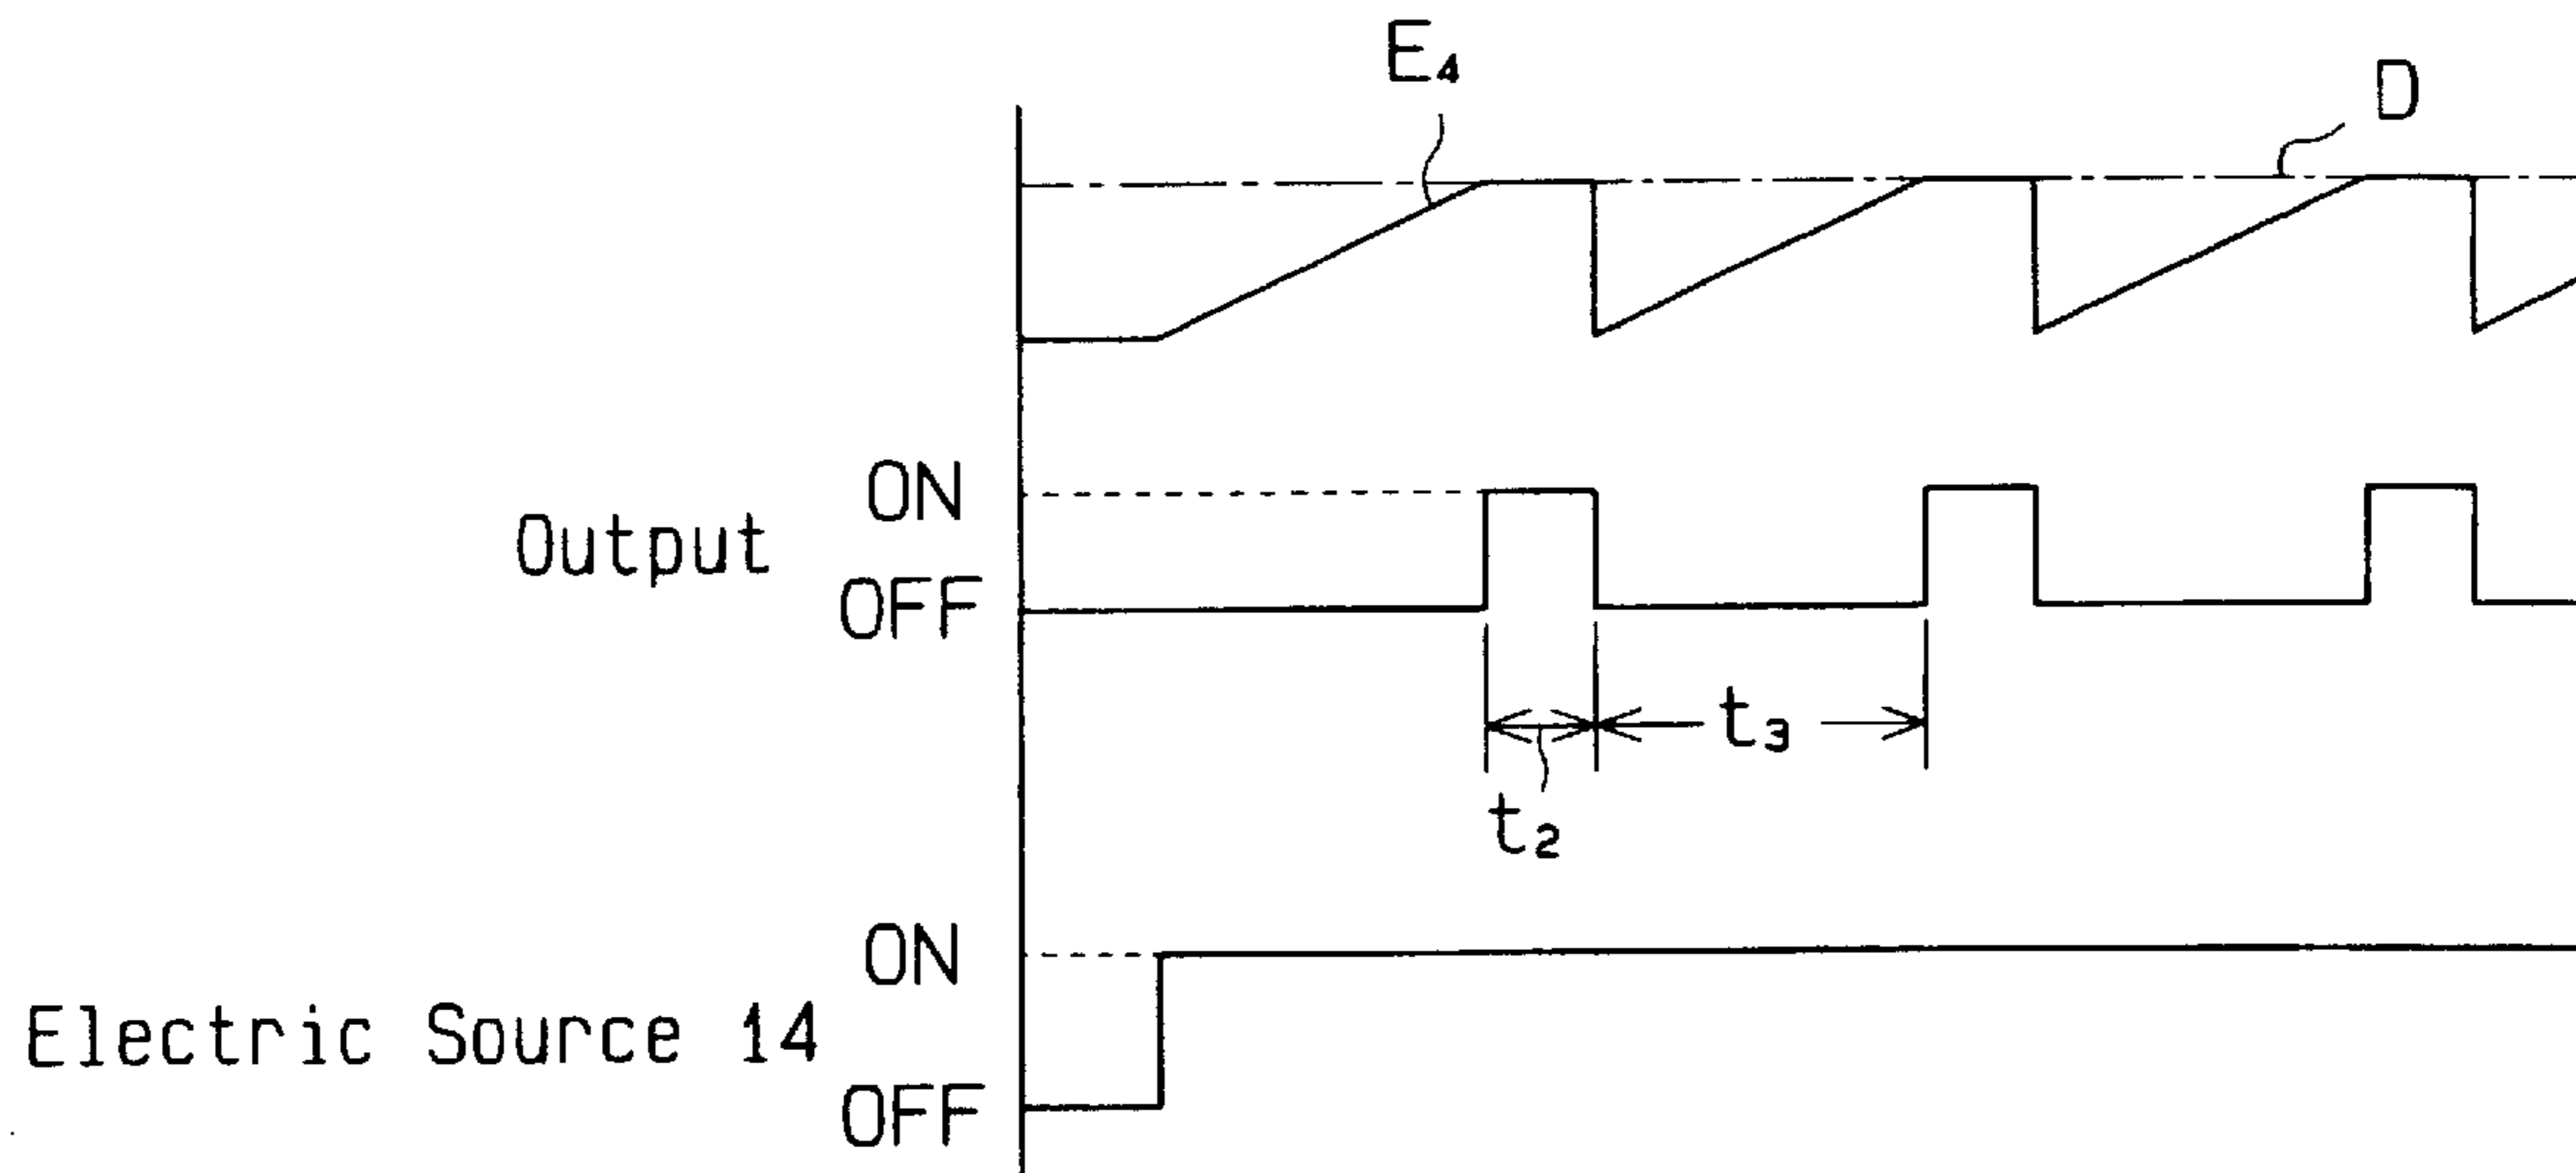 E₄
D
ON
Output
OFF
t₃
t₂
ON
Electric Source 14
OFF